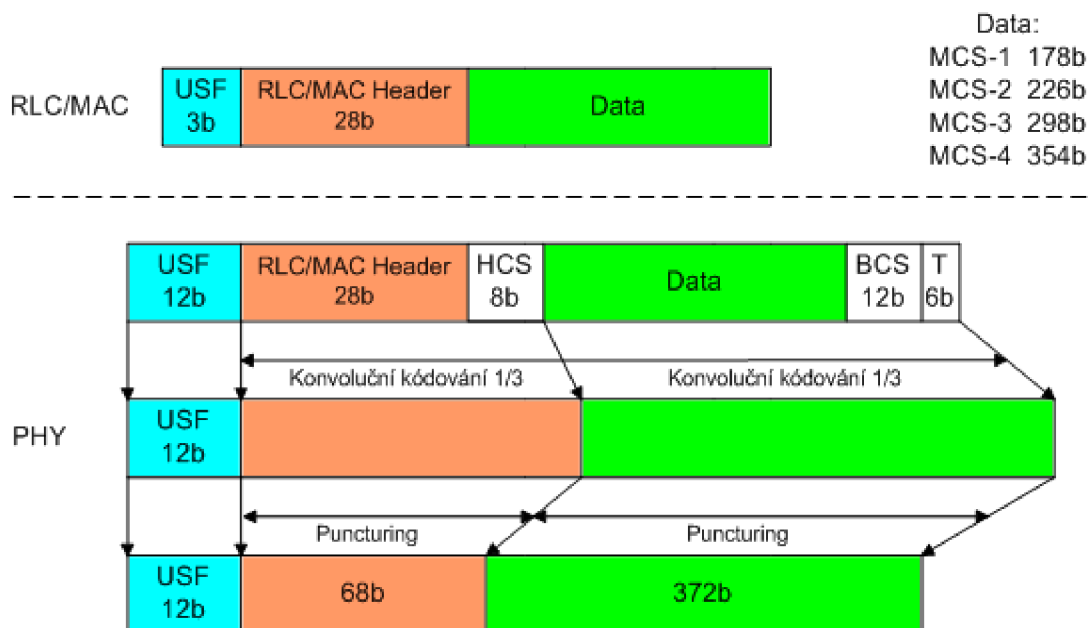 Data:
MCS-1 178b
MCS-2 226b
MCS-3 298b
MCS-4 354b
RLC/MAC
USF
3b
RLC/MAC Header
28b
Data
USF
12b
RLC/MAC Header
28b
HCS
8b
Data
BCS
12b
T
6b
Konvoluční kódování 1/3
Konvoluční kódování 1/3
PHY
USF
12b
Puncturing
Puncturing
USF
12b
68b
372b